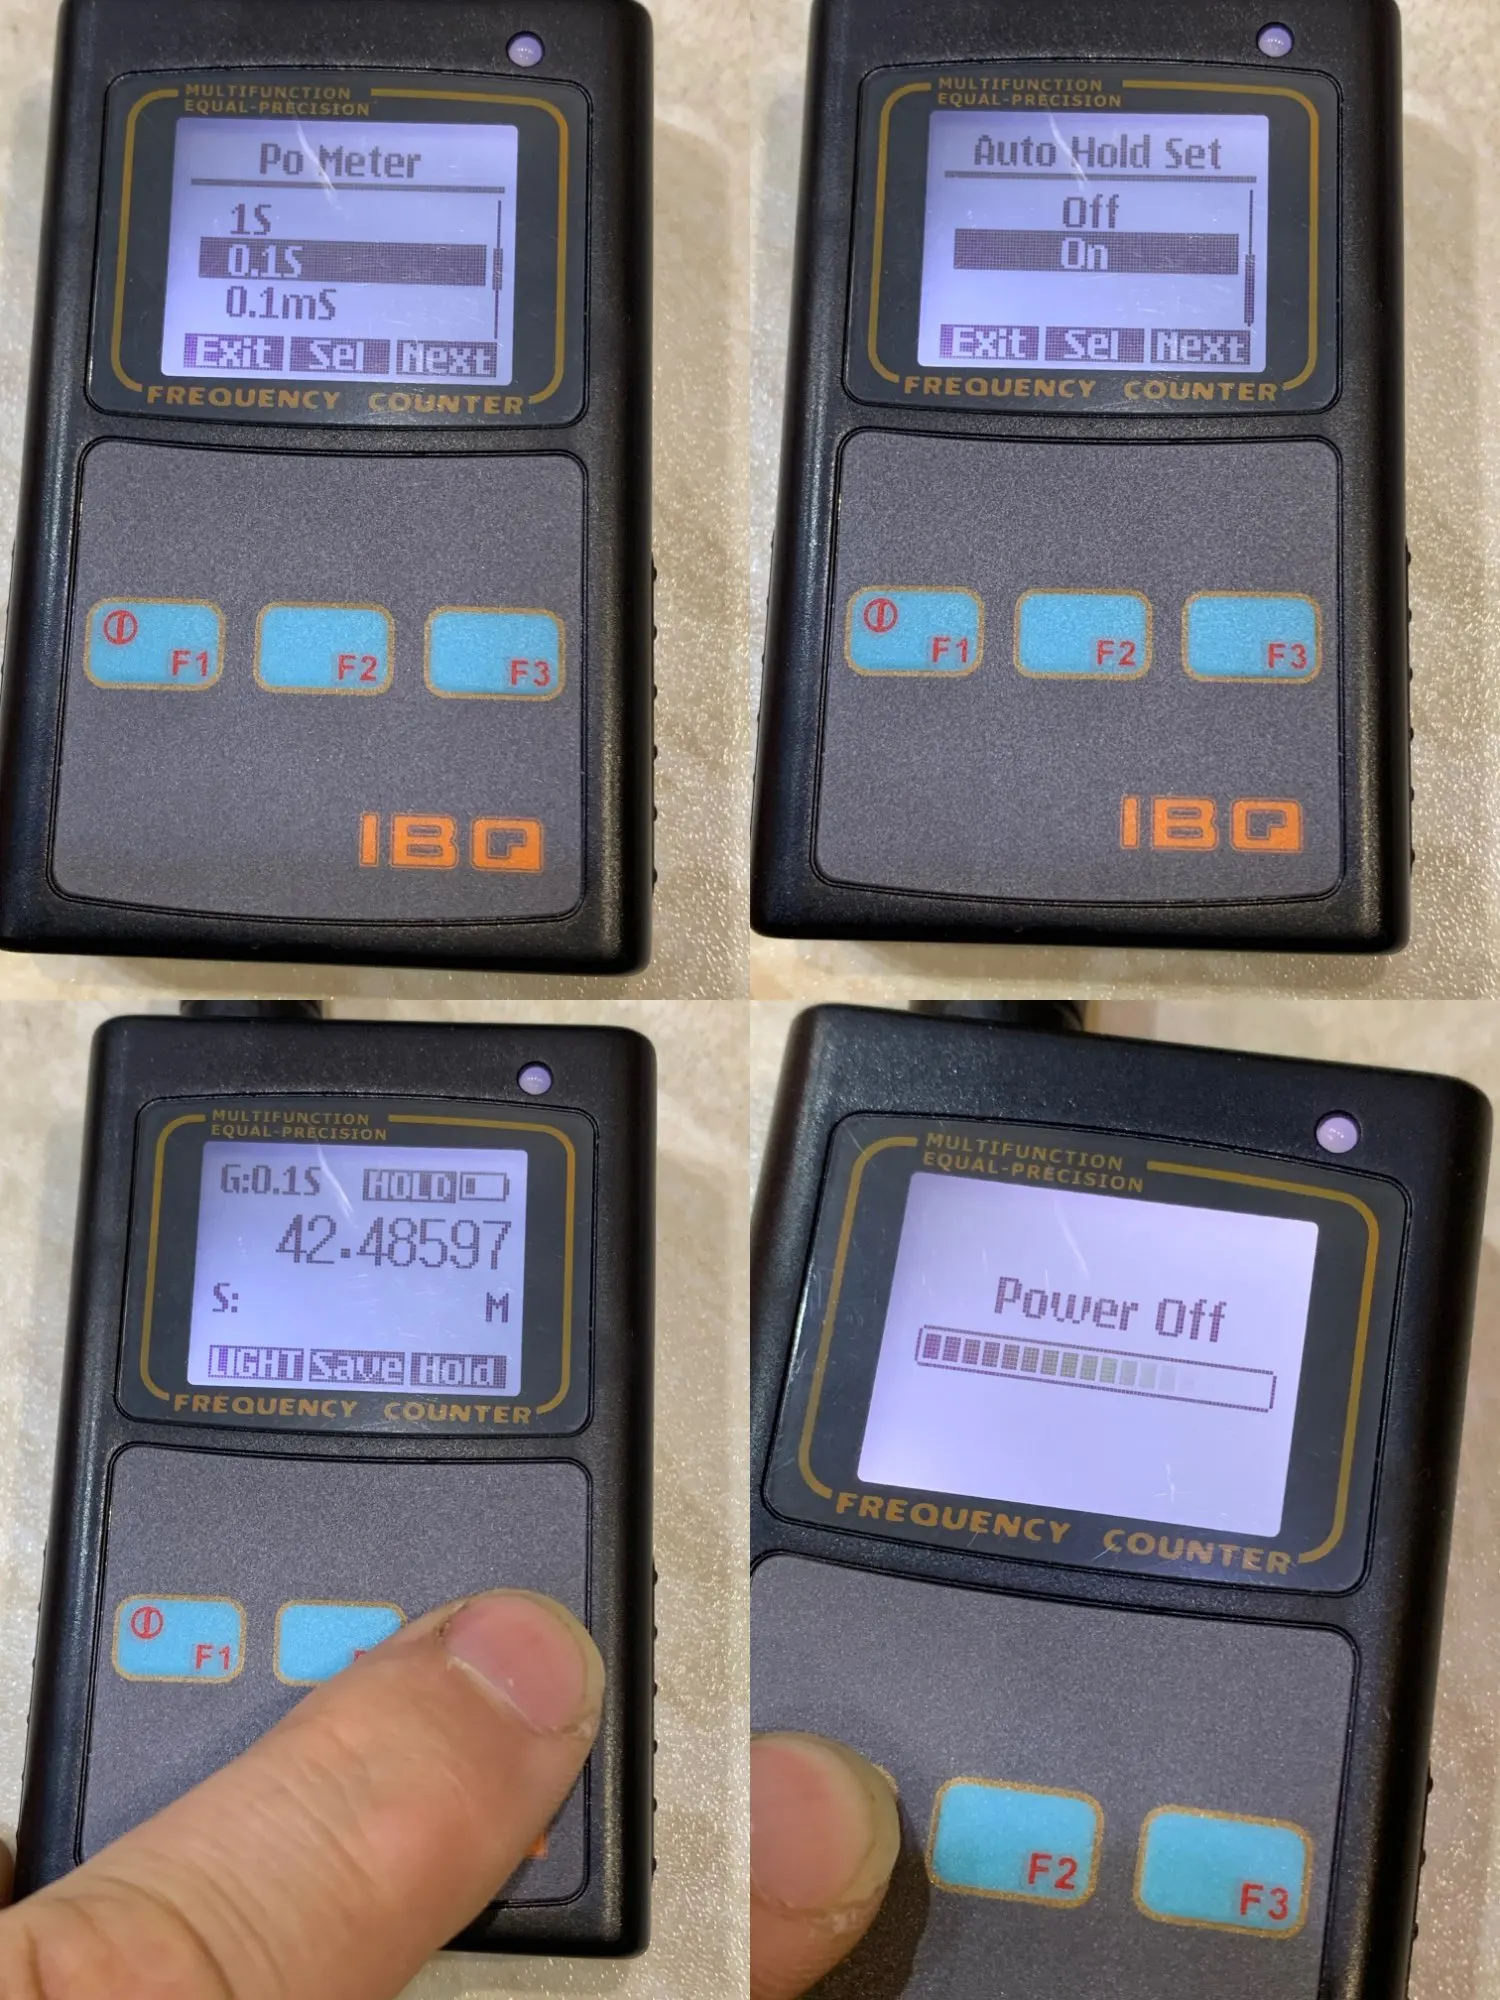 MULTIFUNCTION
EQUAL-PRECISION
Po Meter
1S
0.1S
0.1mS
Exit Sel Next
FREQUENCY COUNTER
F1 F2 F3
IBQ
MULTIFUNCTION
EQUAL-PRECISION
Auto Hold Set
Off
On
Exit Sel Next
FREQUENCY COUNTER
F1 F2 F3
IBQ
MULTIFUNCTION
EQUAL-PRECISION
G:0.1S HOLD
42.48597
S: M
LIGHT Save Hold
FREQUENCY COUNTER
F1
MULTIFUNCTION
EQUAL-PRECISION
Power Off
FREQUENCY COUNTER
F2 F3